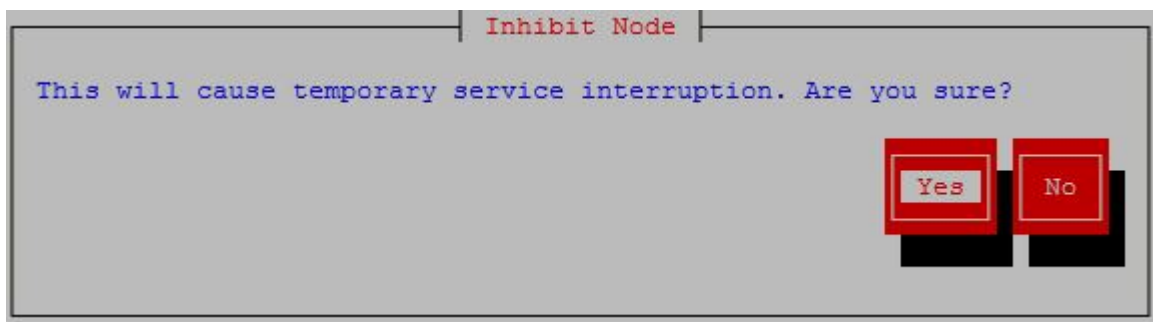 Inhibit Node
This will cause temporary service interruption. Are you sure?
Yes No